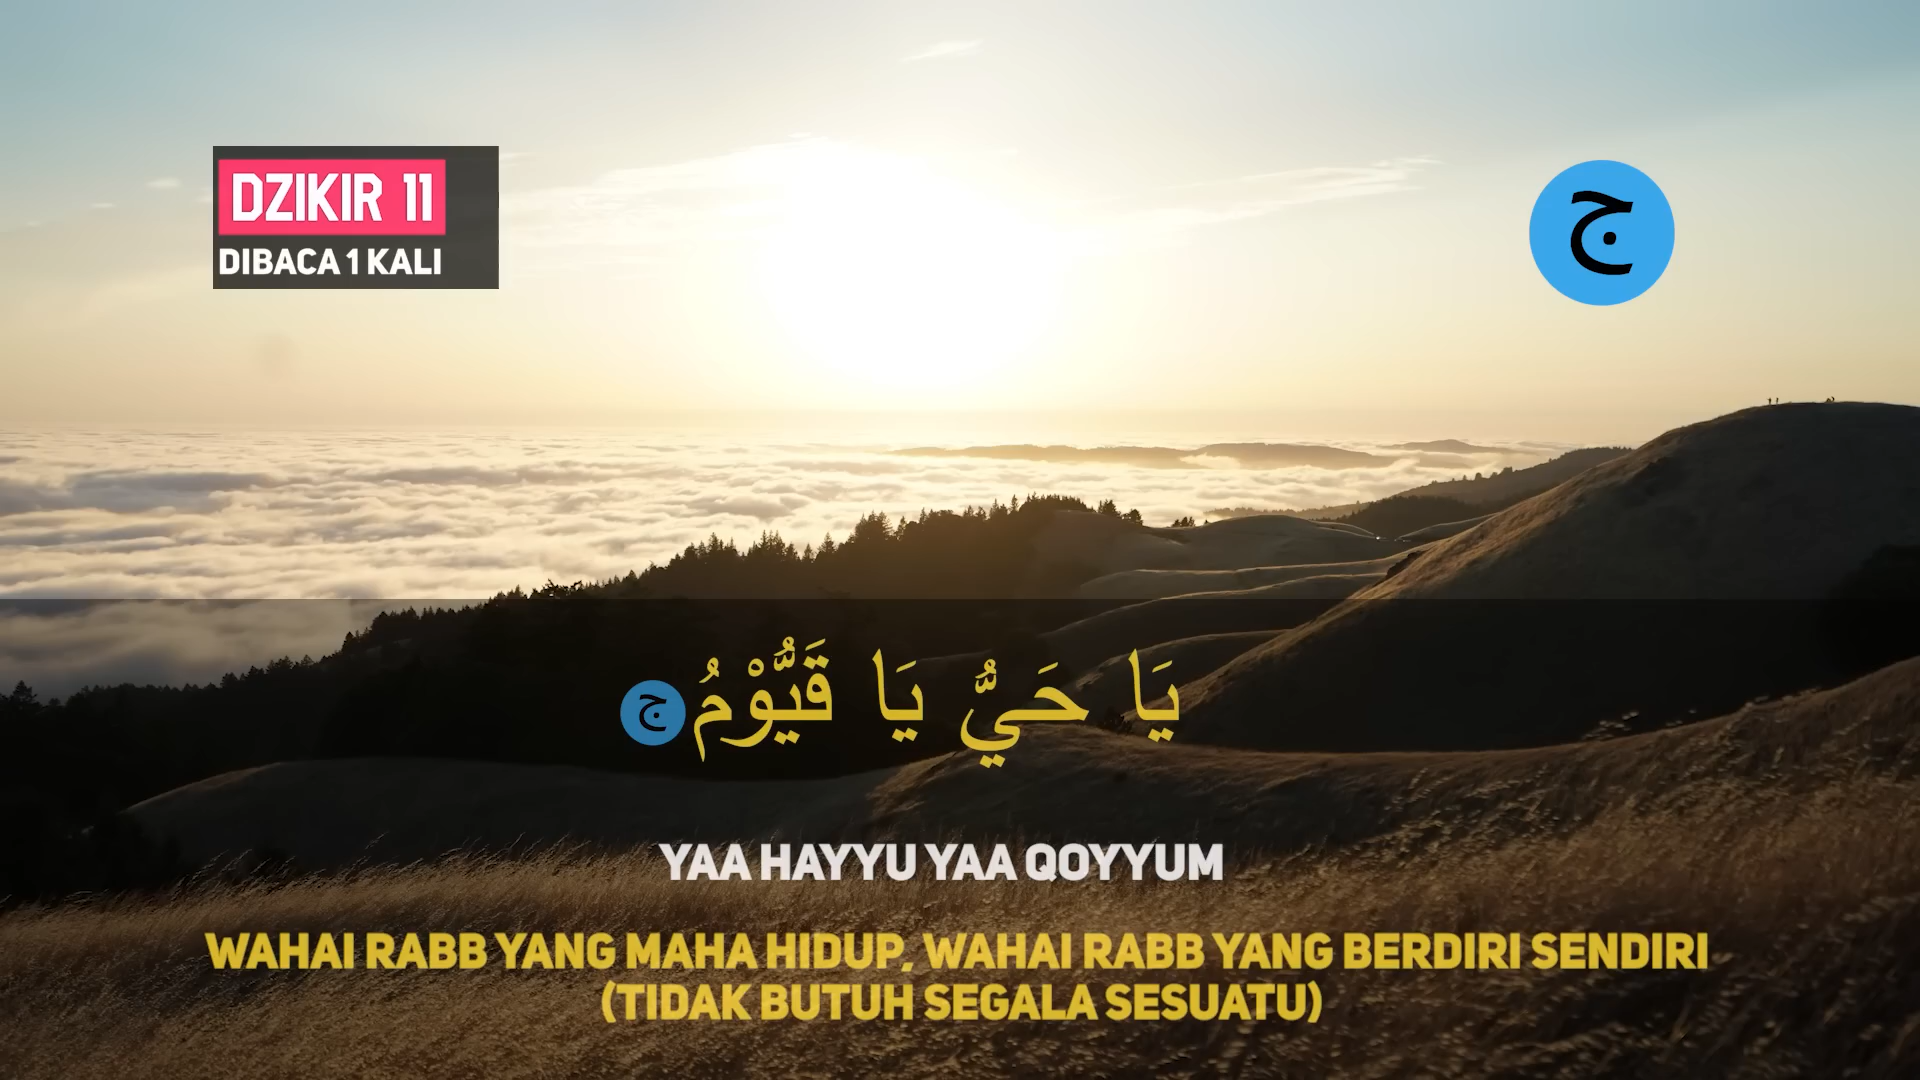 DZIKIR 11
DIBACA 1 KALI
ج
يَا حَيُّ يَا قَيُّوْمُ ج
YAA HAYYU YAA QOYYUM
WAHAI RABB YANG MAHA HIDUP, WAHAI RABB YANG BERDIRI SENDIRI
(TIDAK BUTUH SEGALA SESUATU)